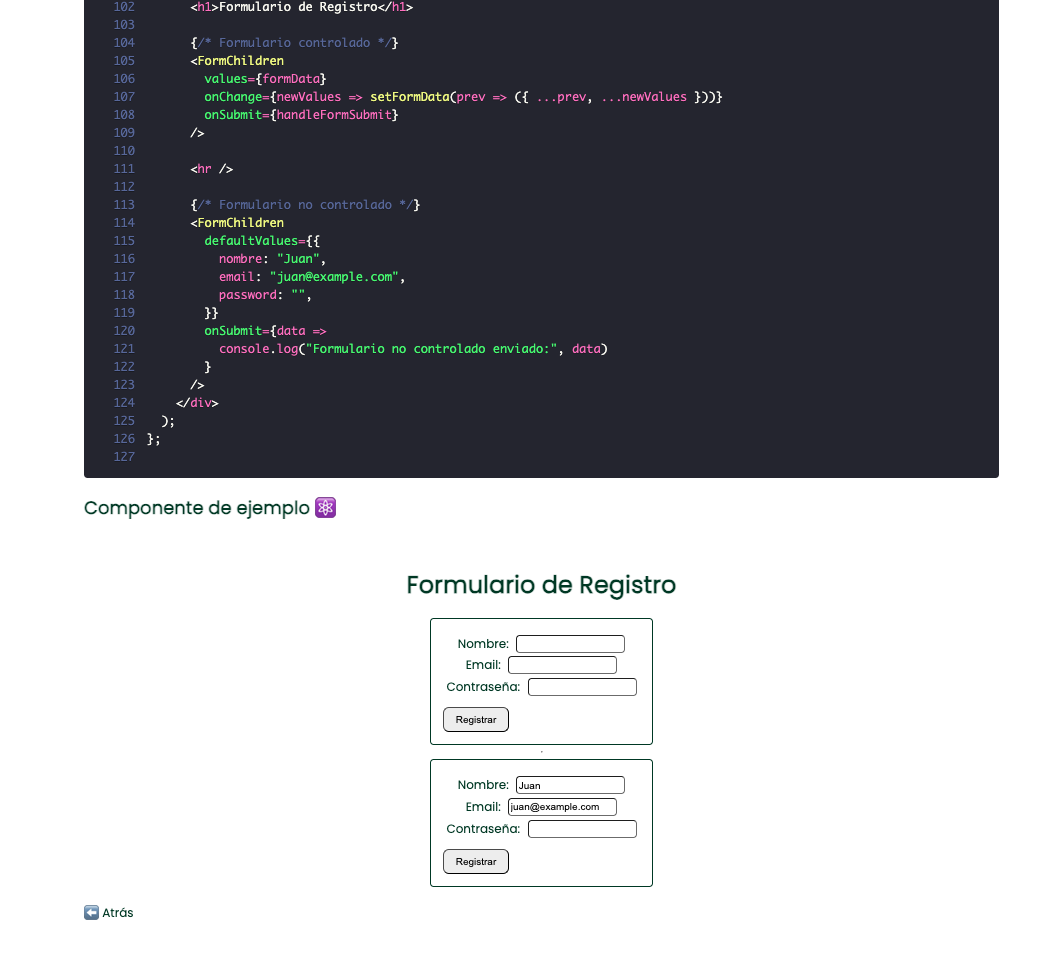 102 <h1>Formulario de Registro</h1>
103
104 {/* Formulario controlado */}
105 <FormChildren
106 values={formData}
107 onChange={newValues => setFormData(prev => ({ ...prev, ...newValues }))}
108 onSubmit={handleFormSubmit}
109 />
110
111 <hr />
112
113 {/* Formulario no controlado */}
114 <FormChildren
115 defaultValues={{
116 nombre: "Juan",
117 email: "juan@example.com",
118 password: "",
119 }}
120 onSubmit={data =>
121 console.log("Formulario no controlado enviado:", data)
122 }
123 />
124 </div>
125 );
126 };
127
Componente de ejemplo ⚛️
Formulario de Registro
Nombre:
Email:
Contraseña:
Registrar
Nombre: Juan
Email: juan@example.com
Contraseña:
Registrar
⬅️ Atrás